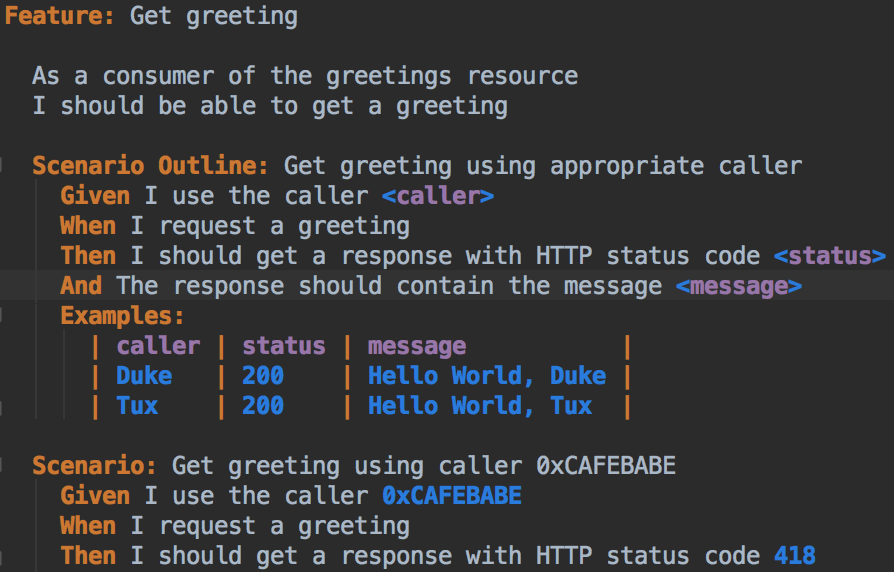 Feature: Get greeting
As a consumer of the greetings resource
I should be able to get a greeting
Scenario Outline: Get greeting using appropriate caller
Given I use the caller <caller>
When I request a greeting
Then I should get a response with HTTP status code <status>
And The response should contain the message <message>
Examples:
| caller | status | message |
| Duke | 200 | Hello World, Duke |
| Tux | 200 | Hello World, Tux |
Scenario: Get greeting using caller 0xCAFEBABE
Given I use the caller 0xCAFEBABE
When I request a greeting
Then I should get a response with HTTP status code 418